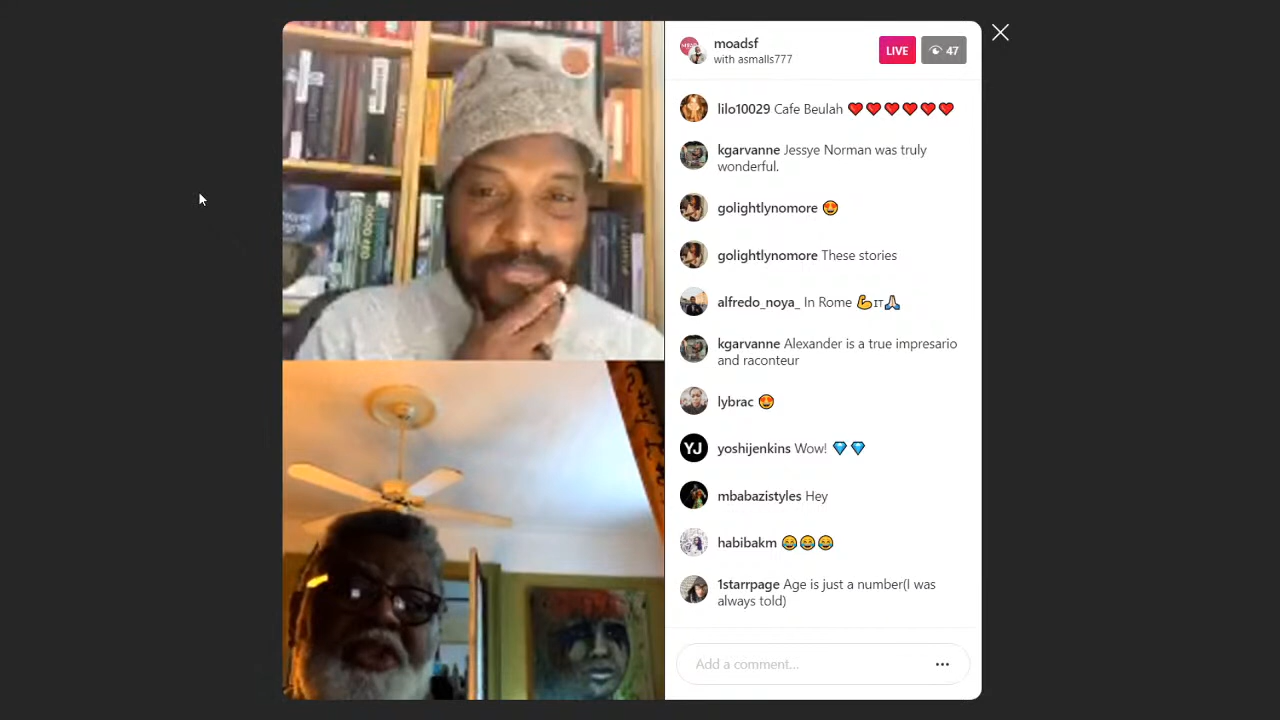 moadsf
with asmalls777
LIVE
47
lilo10029 Cafe Beulah ❤️❤️❤️❤️❤️❤️
kgarvanne Jessye Norman was truly
wonderful.
golightlynomore 😍
golightlynomore These stories
alfredo_noya_ In Rome 💪🇮🇹🙏🏻
kgarvanne Alexander is a true impresario
and raconteur
lybrac 😍
YJ
yoshijenkins Wow! 💎💎
mbabazistyles Hey
habibakm 😂😂😂
1starrpage Age is just a number(I was
always told)
Add a comment...